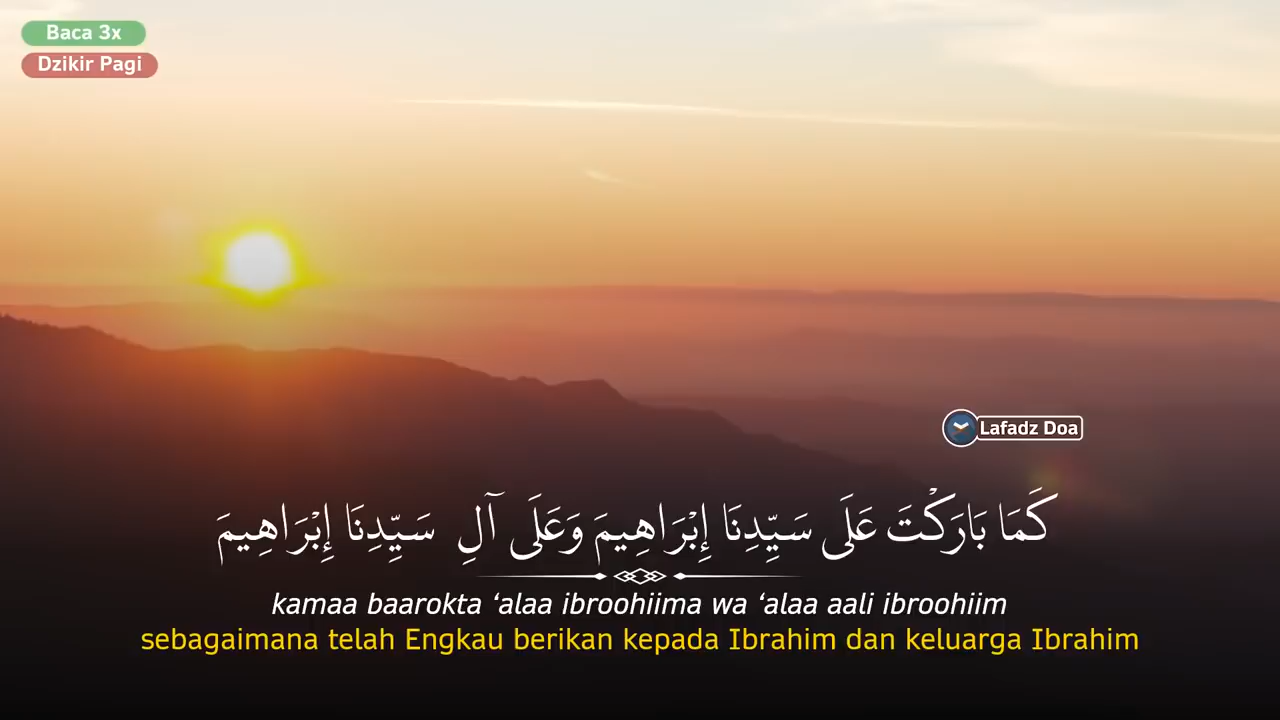 Baca 3x
Dzikir Pagi
Lafadz Doa
كَمَا بَارَكْتَ عَلَى سَيِّدِنَا إِبْرَاهِيمَ وَعَلَى آلِ سَيِّدِنَا إِبْرَاهِيمَ
kamaa baarokta ‘alaa ibroohiima wa ‘alaa aali ibroohiim
sebagaimana telah Engkau berikan kepada Ibrahim dan keluarga Ibrahim